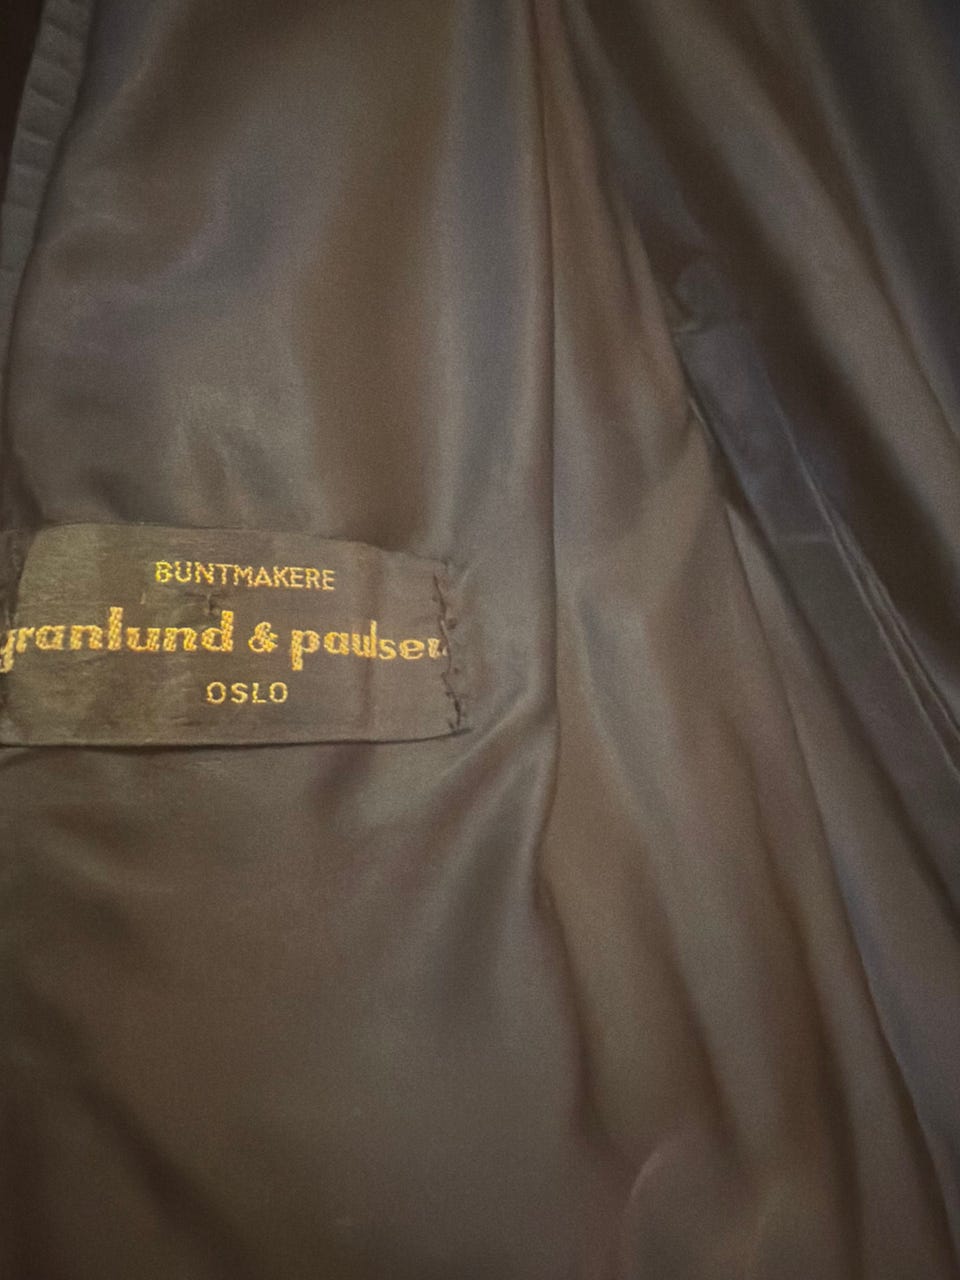 BUNTMAKERE
granlund & paulsen
OSLO